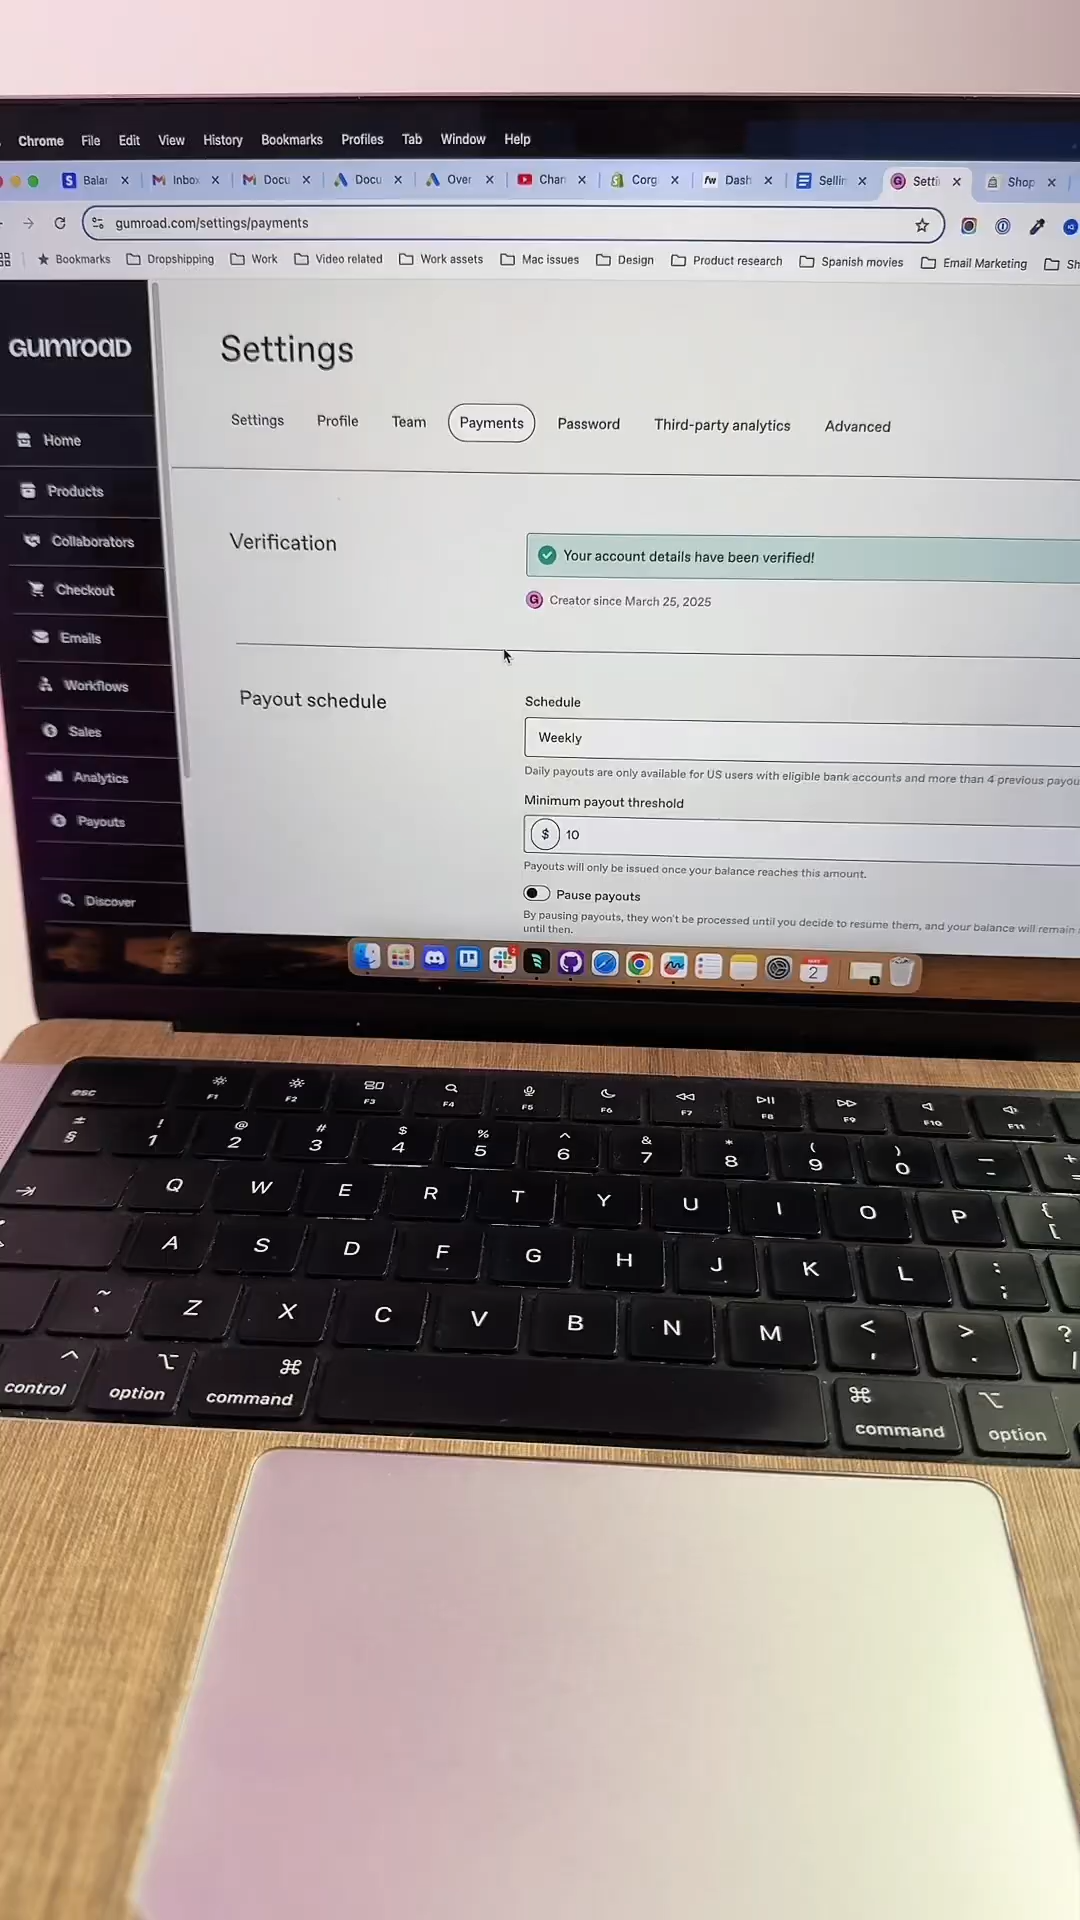 Chrome File Edit View History Bookmarks Profiles Tab Window Help
S Balar Inbox Docu Docu Over Chan Corg fw Dash Sellin G Setti Shop
gumroad.com/settings/payments
Bookmarks Dropshipping Work Video related Work assets Mac issues Design Product research Spanish movies Email Marketing Sh
GUMROAD
Settings
Settings Profile Team Payments Password Third-party analytics Advanced
Home
Products
Collaborators
Checkout
Emails
Workflows
Sales
Analytics
Payouts
Discover
Verification
Your account details have been verified!
G Creator since March 25, 2025
Payout schedule
Schedule
Weekly
Daily payouts are only available for US users with eligible bank accounts and more than 4 previous payou
Minimum payout threshold
$ 10
Payouts will only be issued once your balance reaches this amount.
Pause payouts
By pausing payouts, they won't be processed until you decide to resume them, and your balance will remain
until then.
2
2
esc F1 F2 F3 F4 F5 F6 F7 F8 F9 F10 F11
± ! @ # $ % ^ & * ( ) _ +
§ 1 2 3 4 5 6 7 8 9 0 - =
Q W E R T Y U I O P { [
A S D F G H J K L : ;
~ ` Z X C V B N M < , > . ? /
control option command command option